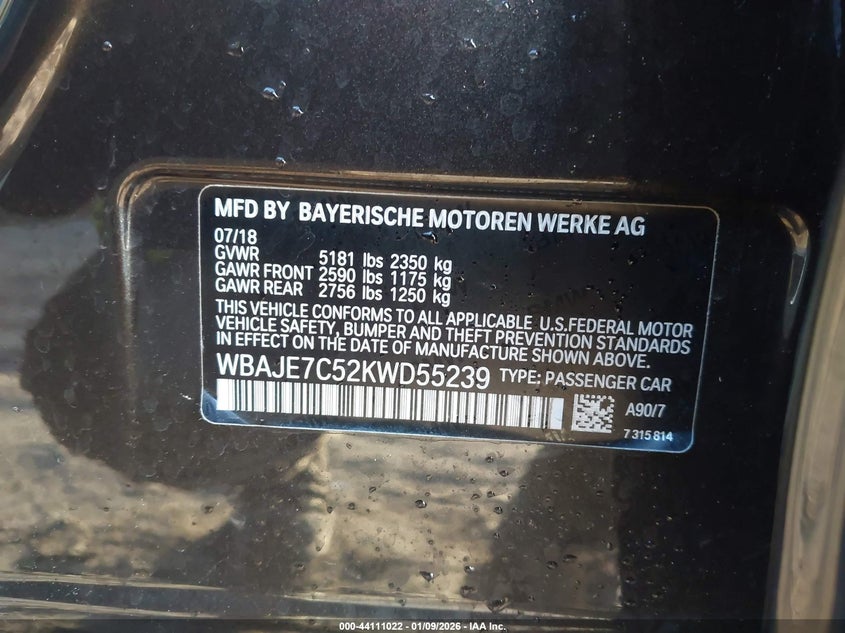 MFD BY BAYERISCHE MOTOREN WERKE AG
07/18
GVWR 5181 lbs 2350 kg
GAWR FRONT 2590 lbs 1175 kg
GAWR REAR 2756 lbs 1250 kg
THIS VEHICLE CONFORMS TO ALL APPLICABLE U.S.FEDERAL MOTOR
VEHICLE SAFETY, BUMPER AND THEFT PREVENTION STANDARDS
IN EFFECT ON THE DATE OF MANUFACTURE SHOWN ABOVE.
WBAJE7C52KWD55239 TYPE: PASSENGER CAR
A90/7
7 315 814
000-44111022 - 01/09/2026 - IAA Inc.